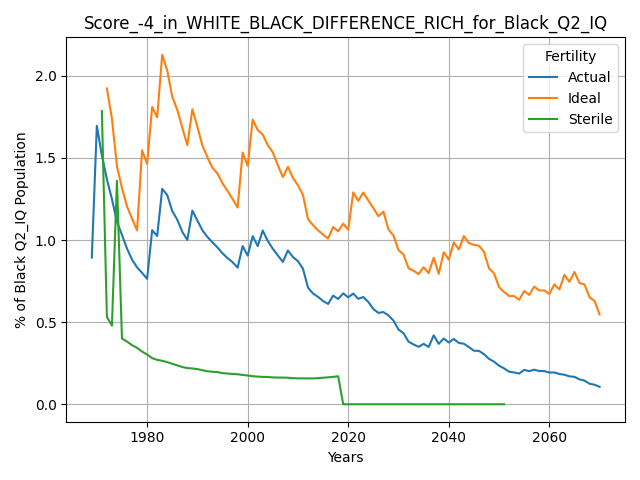 Score_-4_in_WHITE_BLACK_DIFFERENCE_RICH_for_Black_Q2_IQ
Fertility
Actual
Ideal
Sterile
% of Black Q2_IQ Population
2.0
1.5
1.0
0.5
0.0
1980 2000 2020 2040 2060
Years